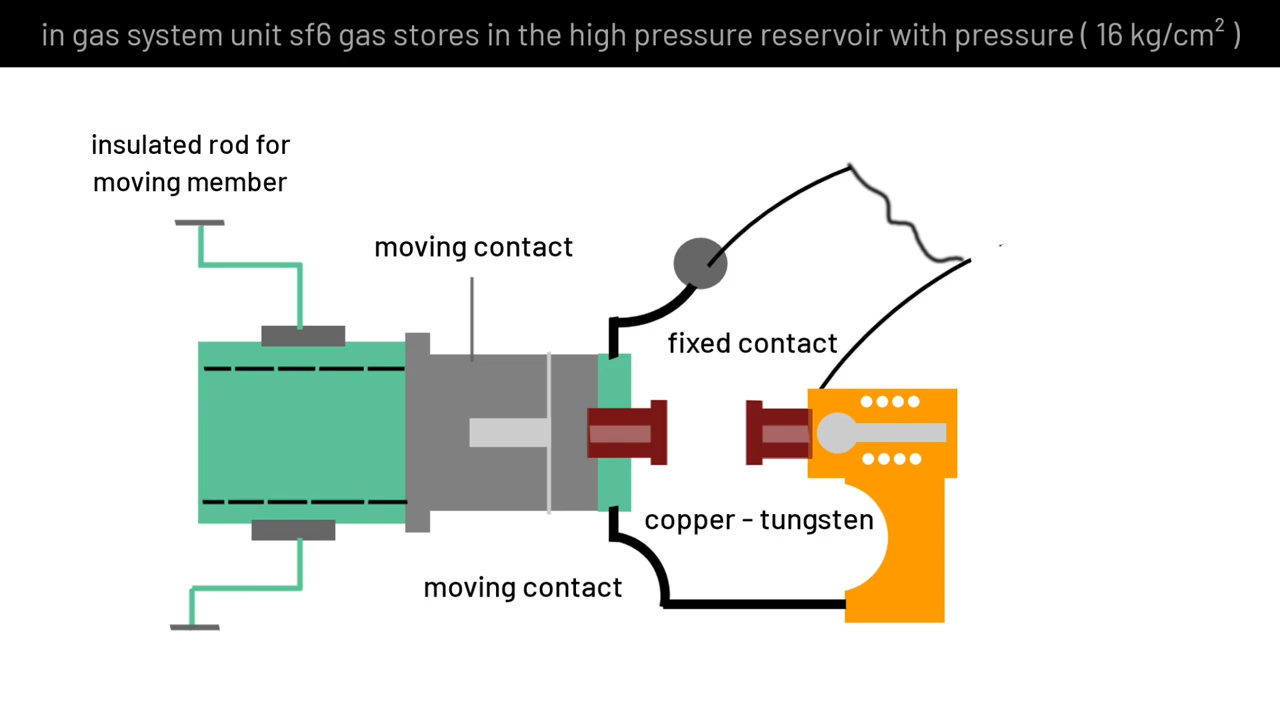 in gas system unit sf6 gas stores in the high pressure reservoir with pressure ( 16 kg/cm² )
insulated rod for
moving member
moving contact
fixed contact
copper - tungsten
moving contact